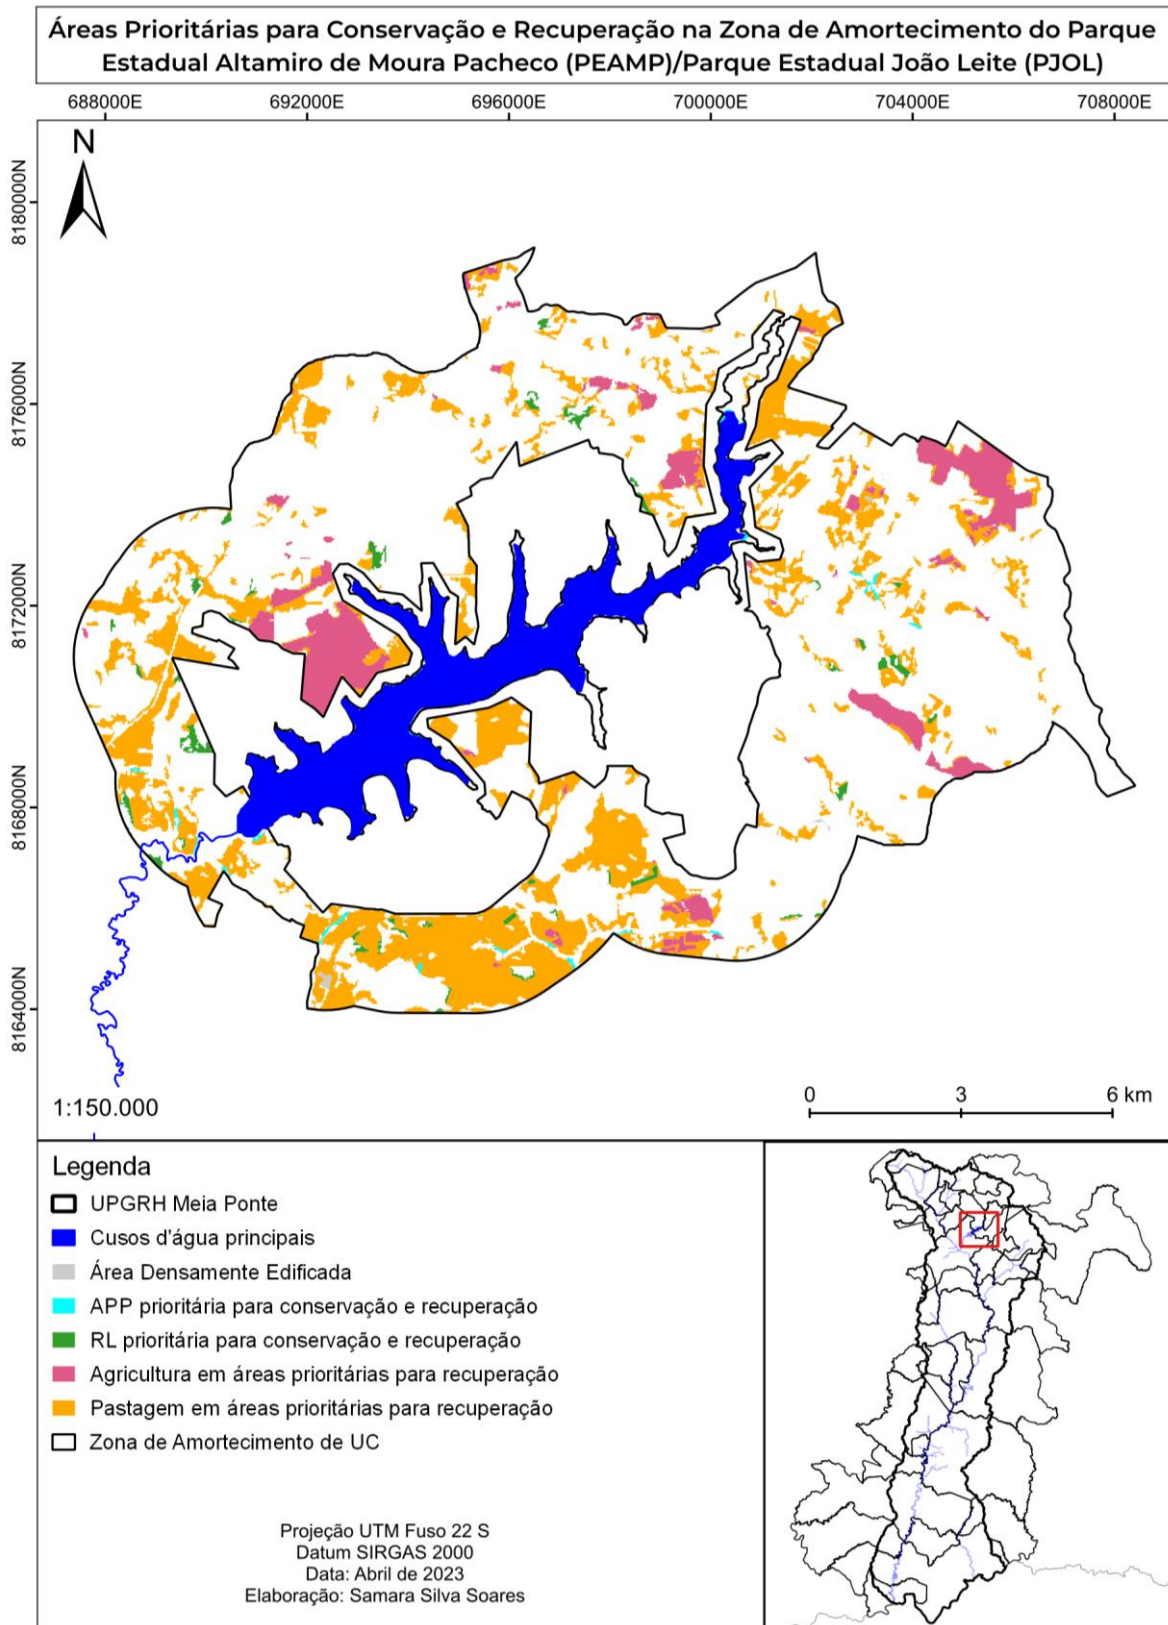 Áreas Prioritárias para Conservação e Recuperação na Zona de Amortecimento do Parque
Estadual Altamiro de Moura Pacheco (PEAMP)/Parque Estadual João Leite (PJOL)
688000E 692000E 696000E 700000E 704000E 708000E
N
8180000N
8176000N
8172000N
8168000N
8164000N
1:150.000
0 3 6 km
Legenda
UPGRH Meia Ponte
Cusos d'água principais
Área Densamente Edificada
APP prioritária para conservação e recuperação
RL prioritária para conservação e recuperação
Agricultura em áreas prioritárias para recuperação
Pastagem em áreas prioritárias para recuperação
Zona de Amortecimento de UC
Projeção UTM Fuso 22 S
Datum SIRGAS 2000
Data: Abril de 2023
Elaboração: Samara Silva Soares